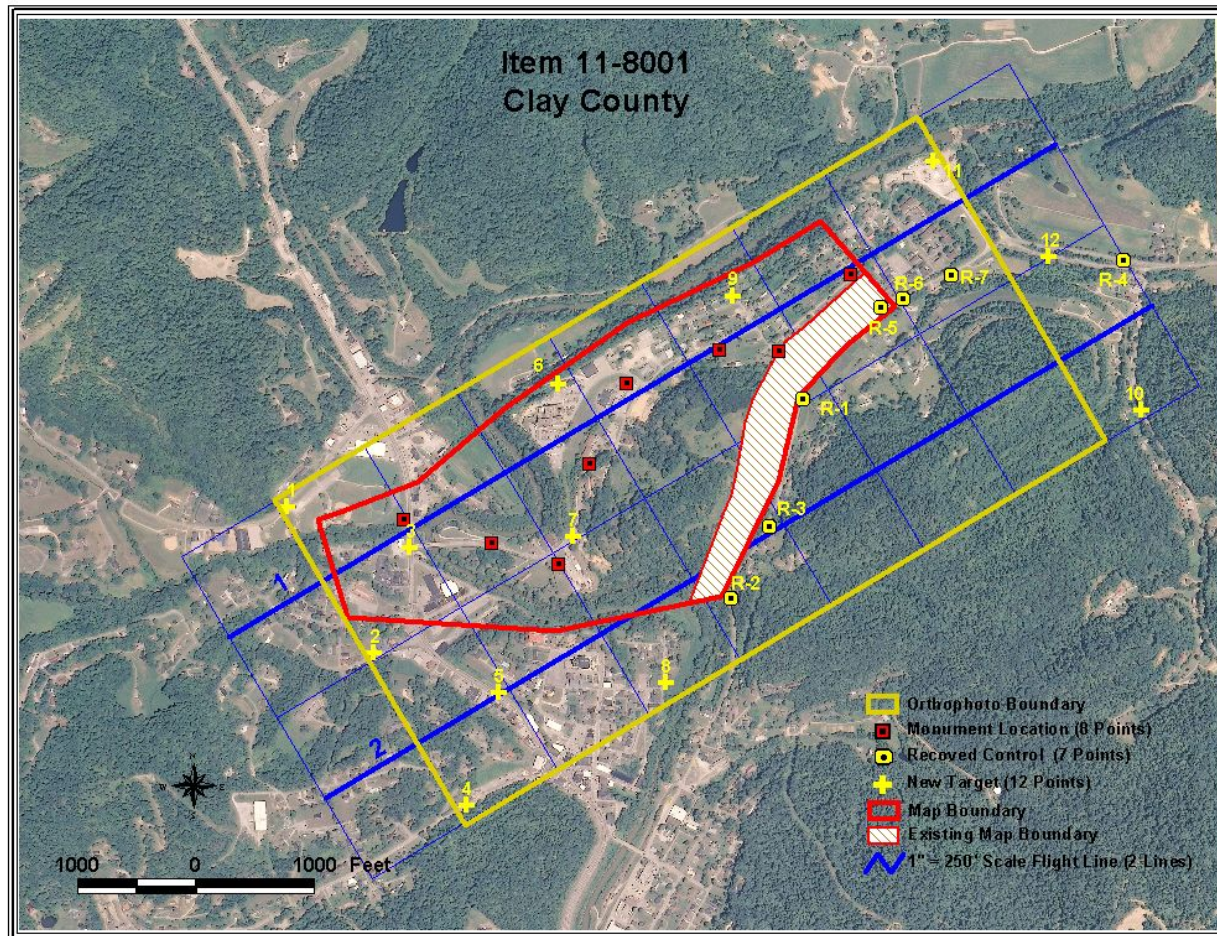 Item 11-8001
Clay County
11
12
R-4
R-7
R-6
R-5
9
6
R-1
10
1
3
7
R-3
R-2
1
2
5
8
2
4
W E
Orthophoto Boundary
Monument Location (8 Points)
Recoved Control (7 Points)
New Target (12 Points)
Map Boundary
Existing Map Boundary
1" = 250' Scale Flight Line (2 Lines)
1000 0 1000 Feet